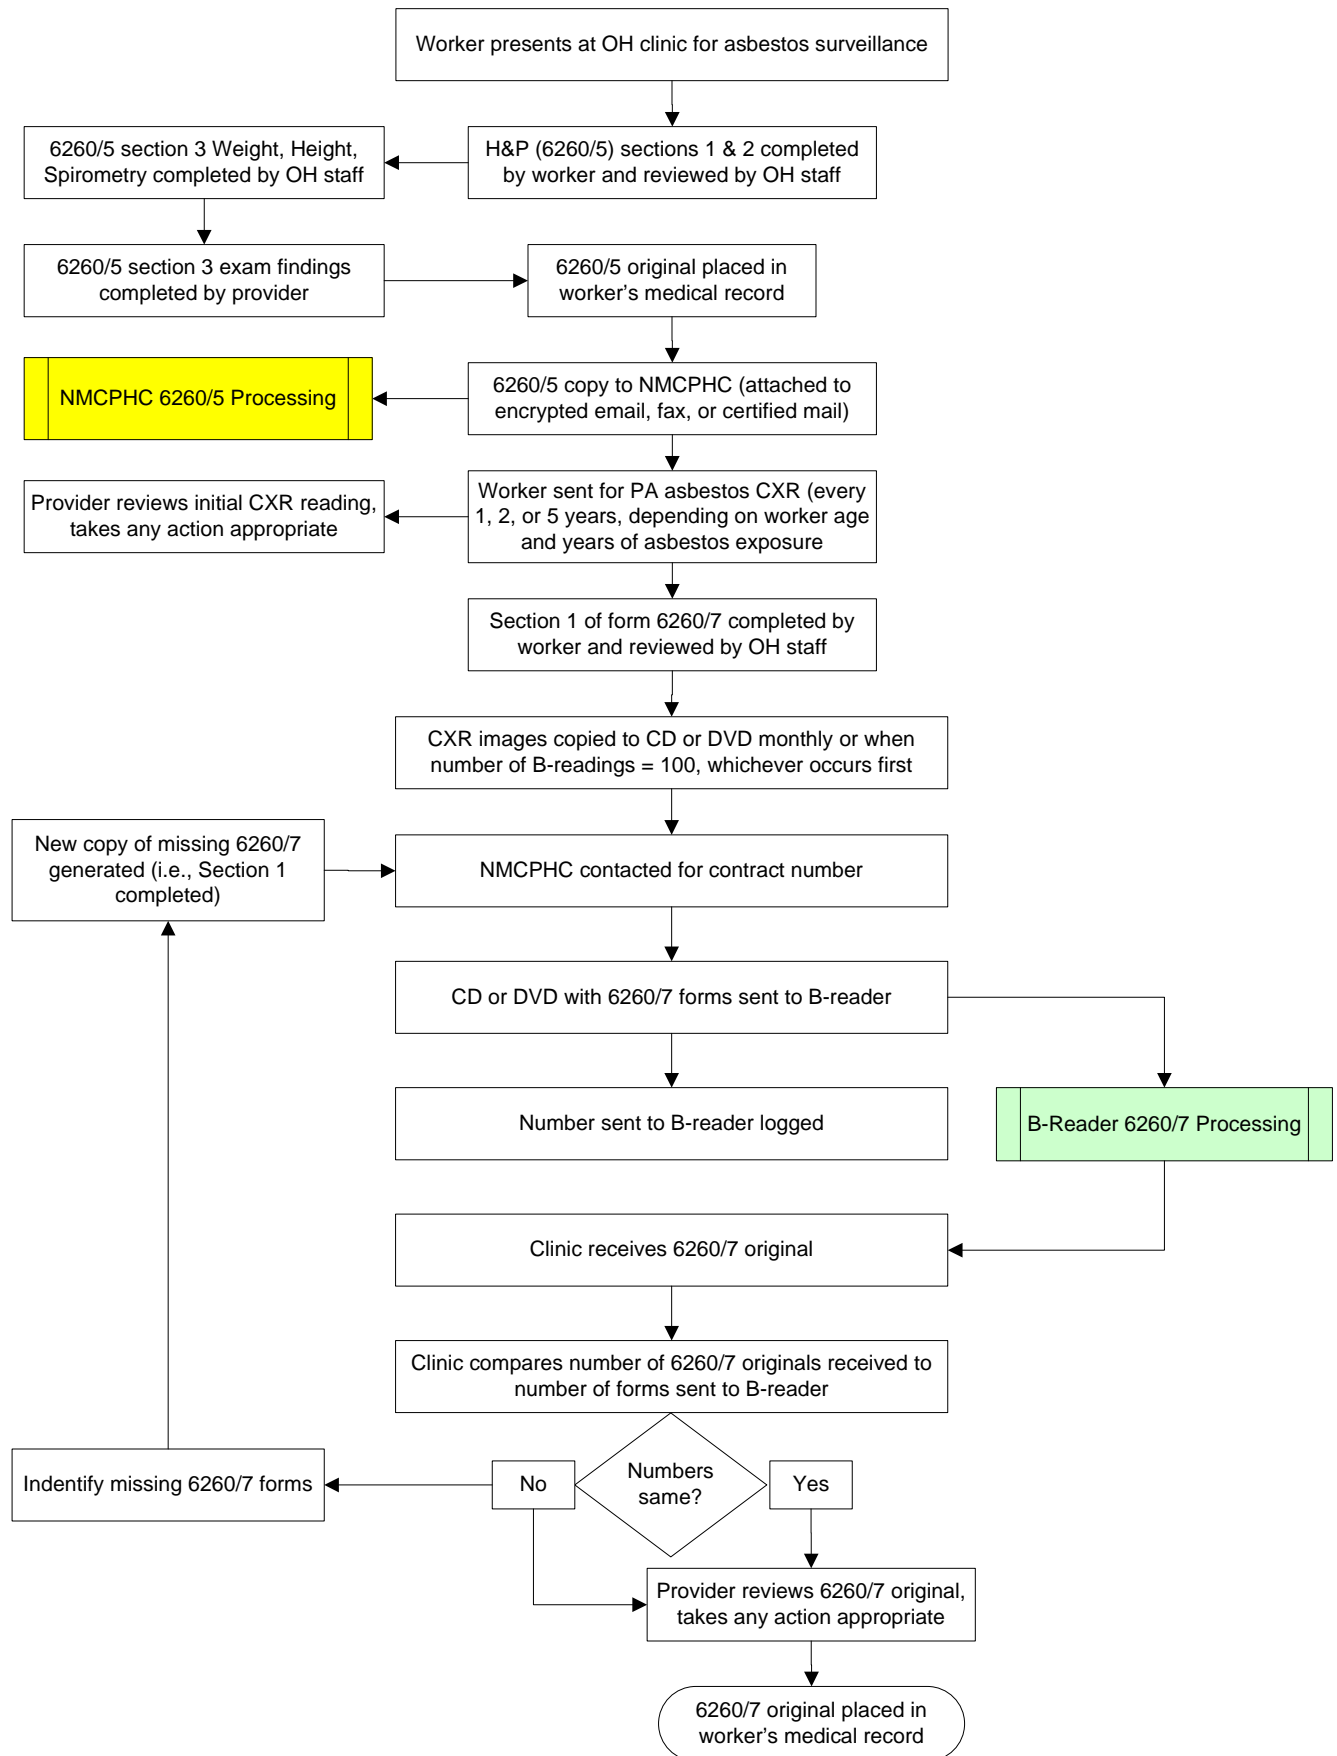 Worker presents at OH clinic for asbestos surveillance
6260/5 section 3 Weight, Height,
Spirometry completed by OH staff
H&P (6260/5) sections 1 & 2 completed
by worker and reviewed by OH staff
6260/5 section 3 exam findings
completed by provider
6260/5 original placed in
worker’s medical record
NMCPHC 6260/5 Processing
6260/5 copy to NMCPHC (attached to
encrypted email, fax, or certified mail)
Provider reviews initial CXR reading,
takes any action appropriate
Worker sent for PA asbestos CXR (every
1, 2, or 5 years, depending on worker age
and years of asbestos exposure
Section 1 of form 6260/7 completed by
worker and reviewed by OH staff
CXR images copied to CD or DVD monthly or when
number of B-readings = 100, whichever occurs first
New copy of missing 6260/7
generated (i.e., Section 1
completed)
NMCPHC contacted for contract number
CD or DVD with 6260/7 forms sent to B-reader
Number sent to B-reader logged
B-Reader 6260/7 Processing
Clinic receives 6260/7 original
Clinic compares number of 6260/7 originals received to
number of forms sent to B-reader
Indentify missing 6260/7 forms
No
Numbers
same?
Yes
Provider reviews 6260/7 original,
takes any action appropriate
6260/7 original placed in
worker’s medical record